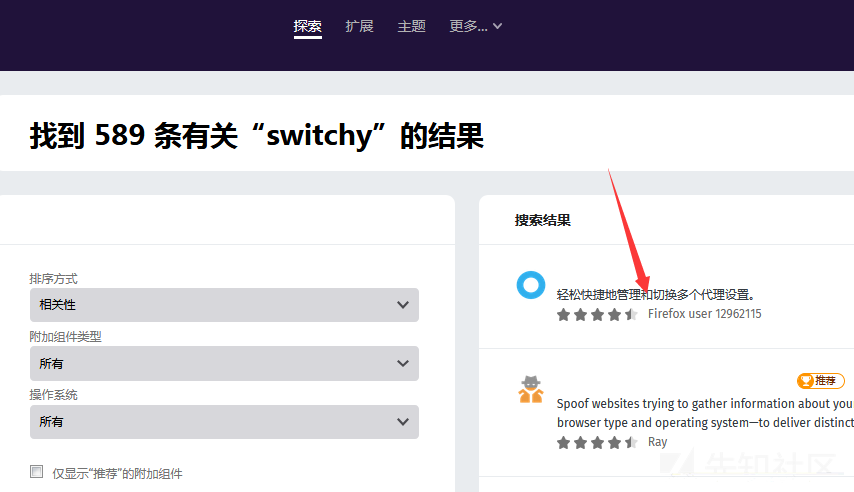 探索 扩展 主题 更多...
找到 589 条有关“switchy”的结果
搜索结果
排序方式
相关性
附加组件类型
所有
操作系统
所有
仅显示“推荐”的附加组件
轻松快捷地管理和切换多个代理设置。
Firefox user 12962115
推荐
Spoof websites trying to gather information about you
browser type and operating system—to deliver distinct
Ray
先知社区